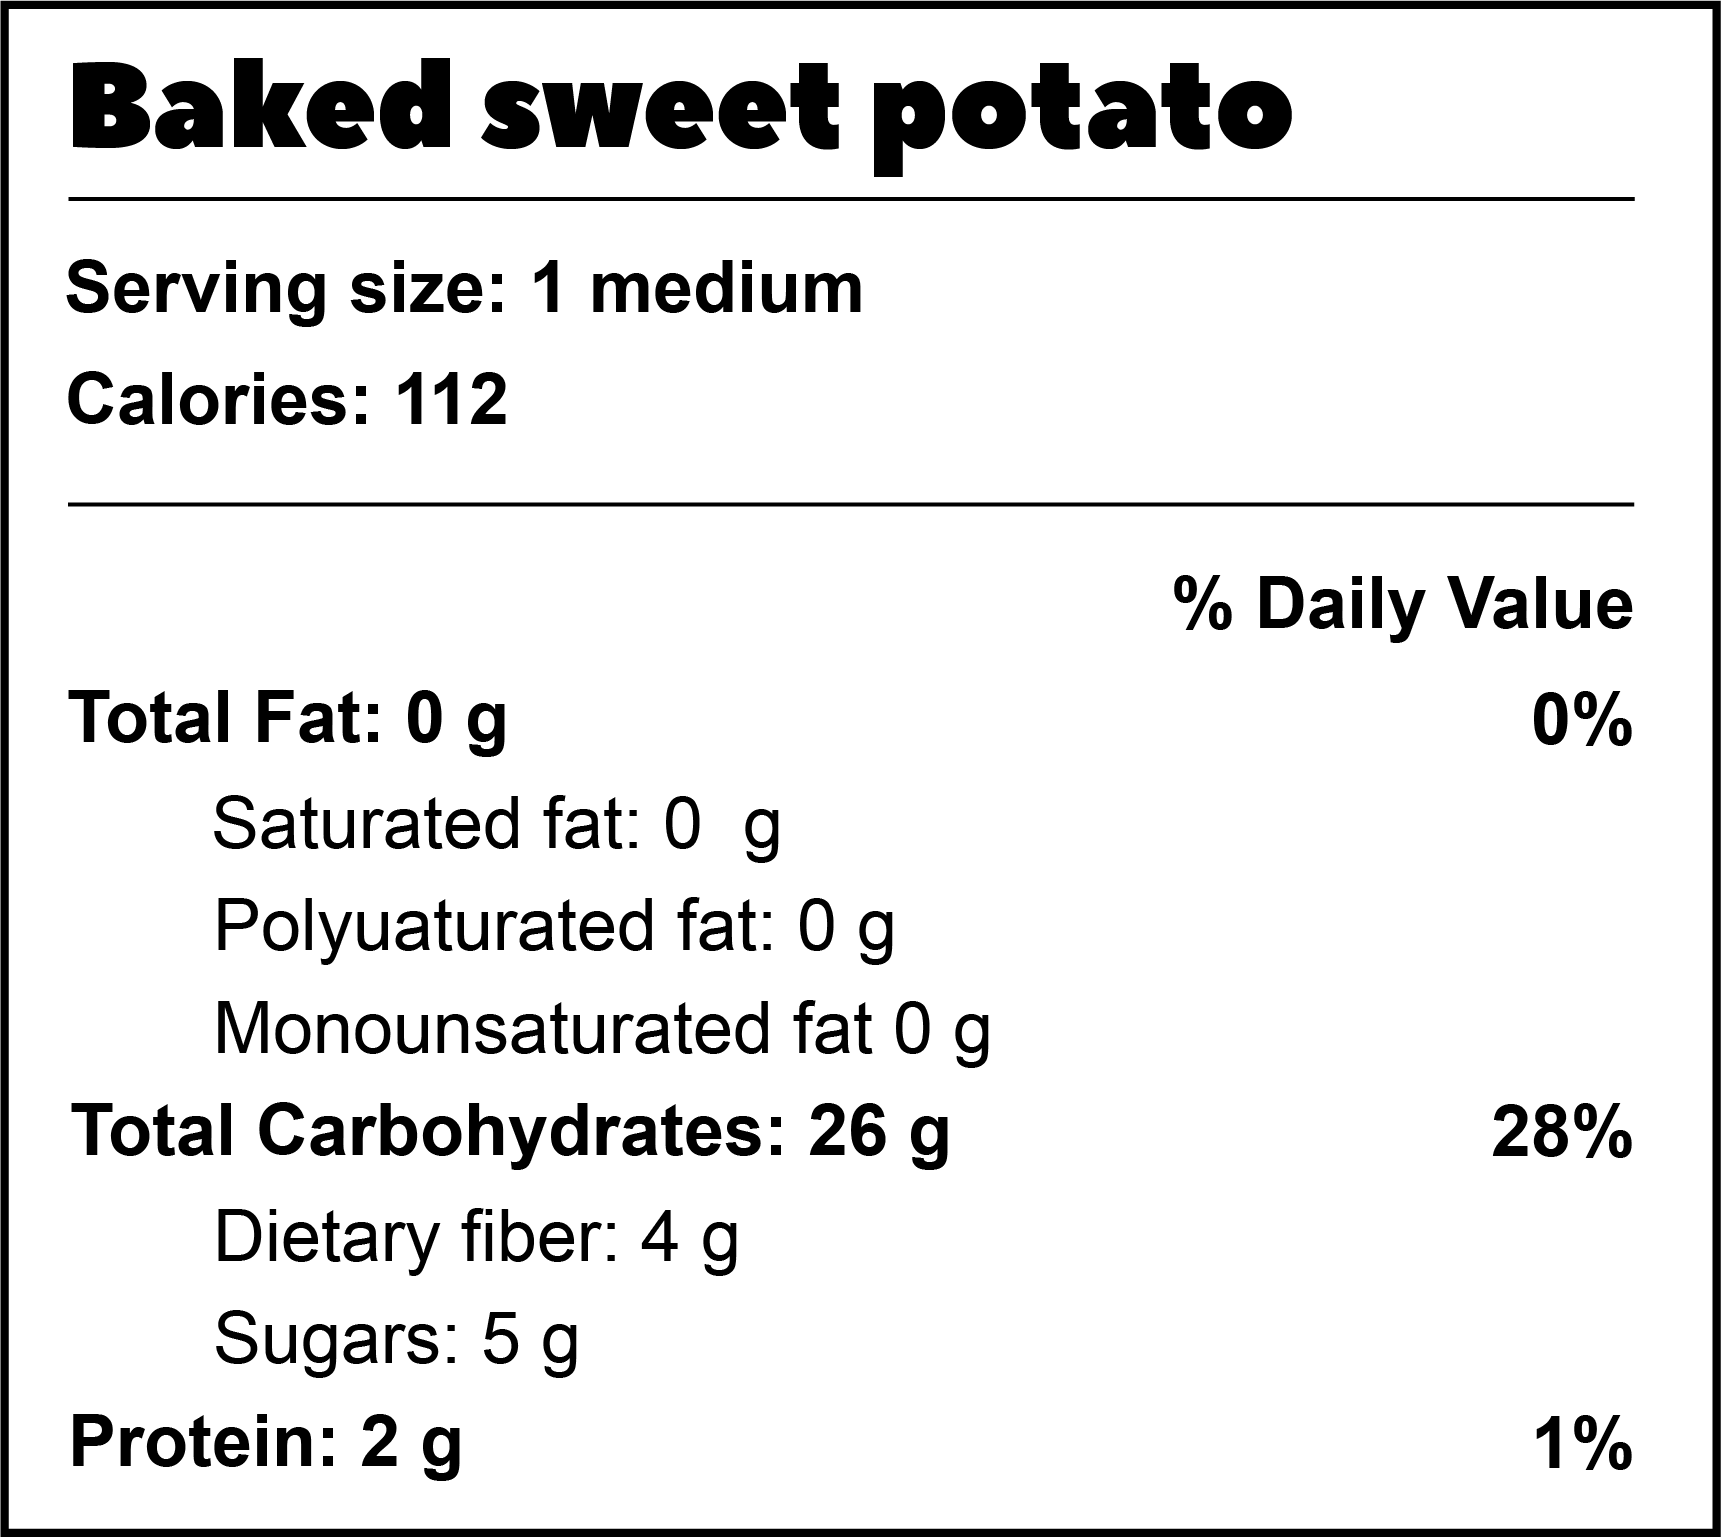 Baked sweet potato
Serving size: 1 medium
Calories: 112
% Daily Value
Total Fat: 0 g 0%
Saturated fat: 0  g
Polyuaturated fat: 0 g
Monounsaturated fat 0 g
Total Carbohydrates: 26 g 28%
Dietary fiber: 4 g
Sugars: 5 g
Protein: 2 g 1%